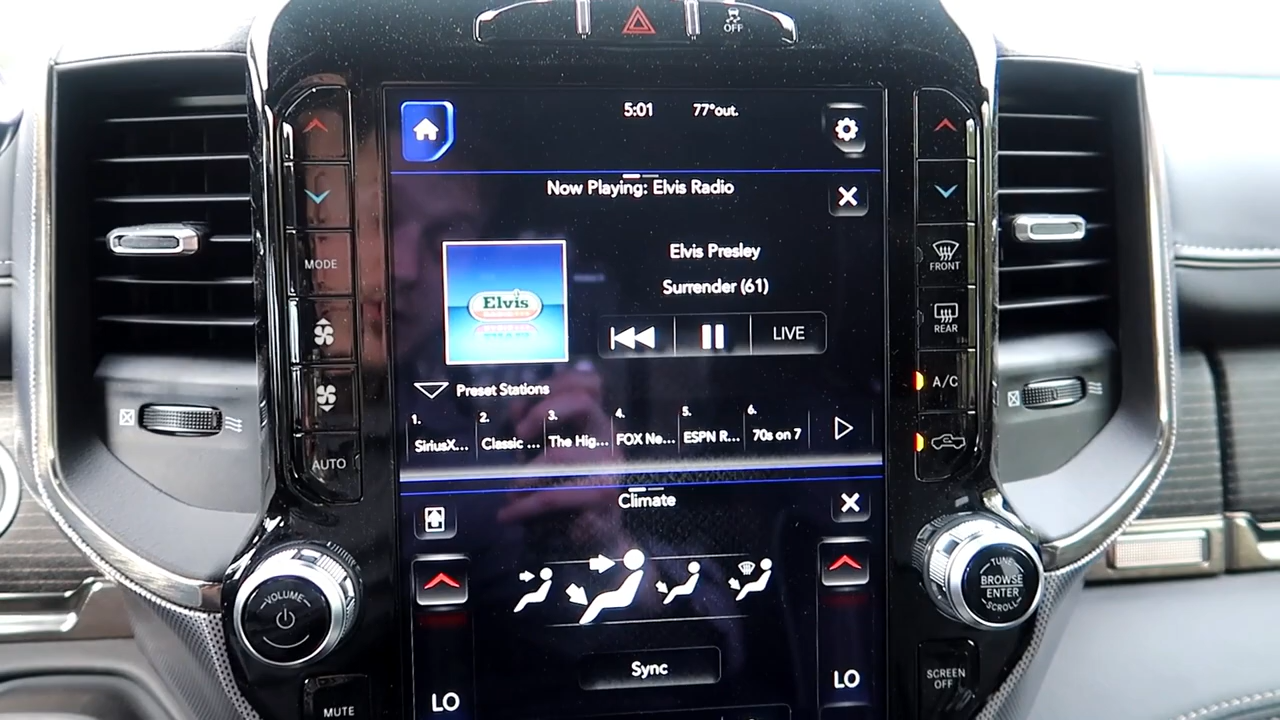 OFF
5:01
77°out.
Now Playing: Elvis Radio
Elvis Presley
Surrender (61)
Elvis
LIVE
Preset Stations
1.
2.
3.
4.
5.
6.
SiriusX...
Classic ...
The Hig...
FOX Ne...
ESPN R...
70s on 7
Climate
Sync
LO
LO
MODE
AUTO
VOLUME
MUTE
FRONT
REAR
A/C
TUNE
BROWSE
ENTER
SCROLL
SCREEN
OFF